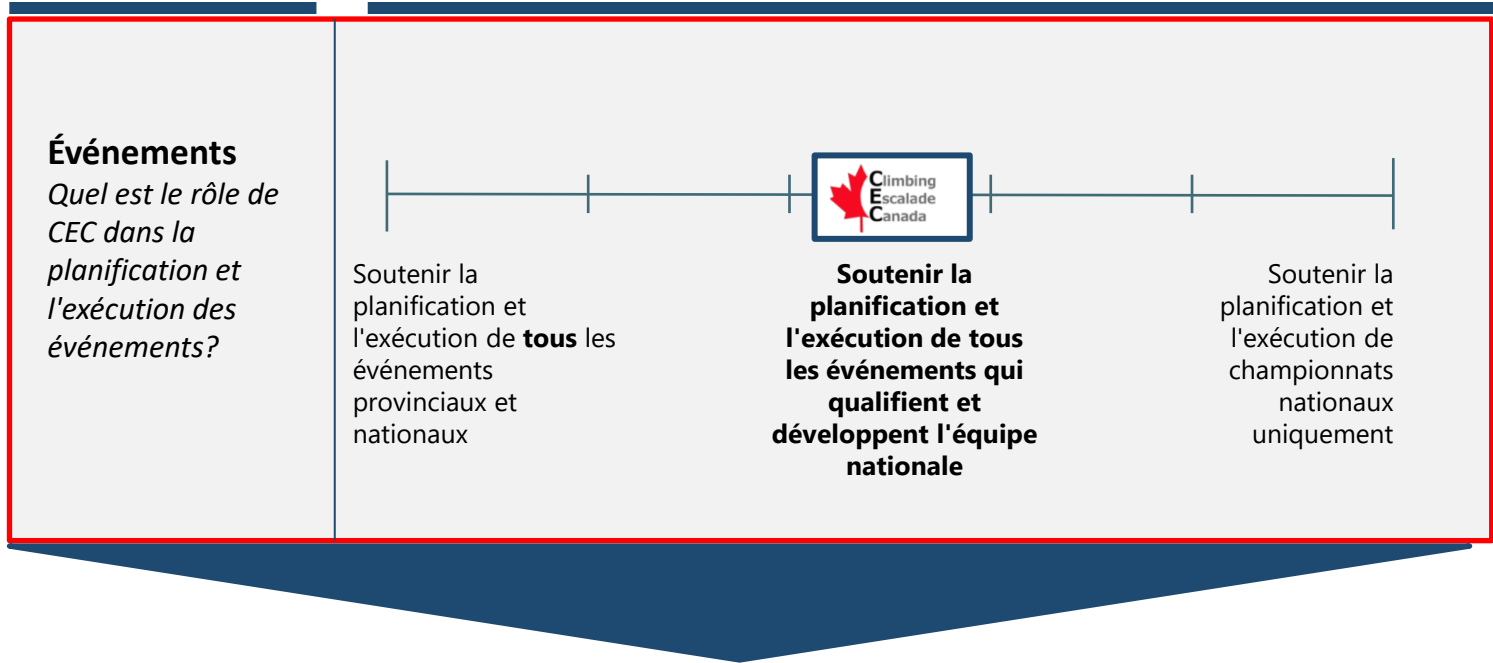 Événements
Quel est le rôle de
CEC dans la
planification et
l'exécution des
événements?
Climbing
Escalade
Canada
Soutenir la
planification et
l'exécution de tous les
événements
provinciaux et
nationaux
Soutenir la
planification et
l'exécution de tous
les événements qui
qualifient et
développent l'équipe
nationale
Soutenir la
planification et
l'exécution de
championnats
nationaux
uniquement